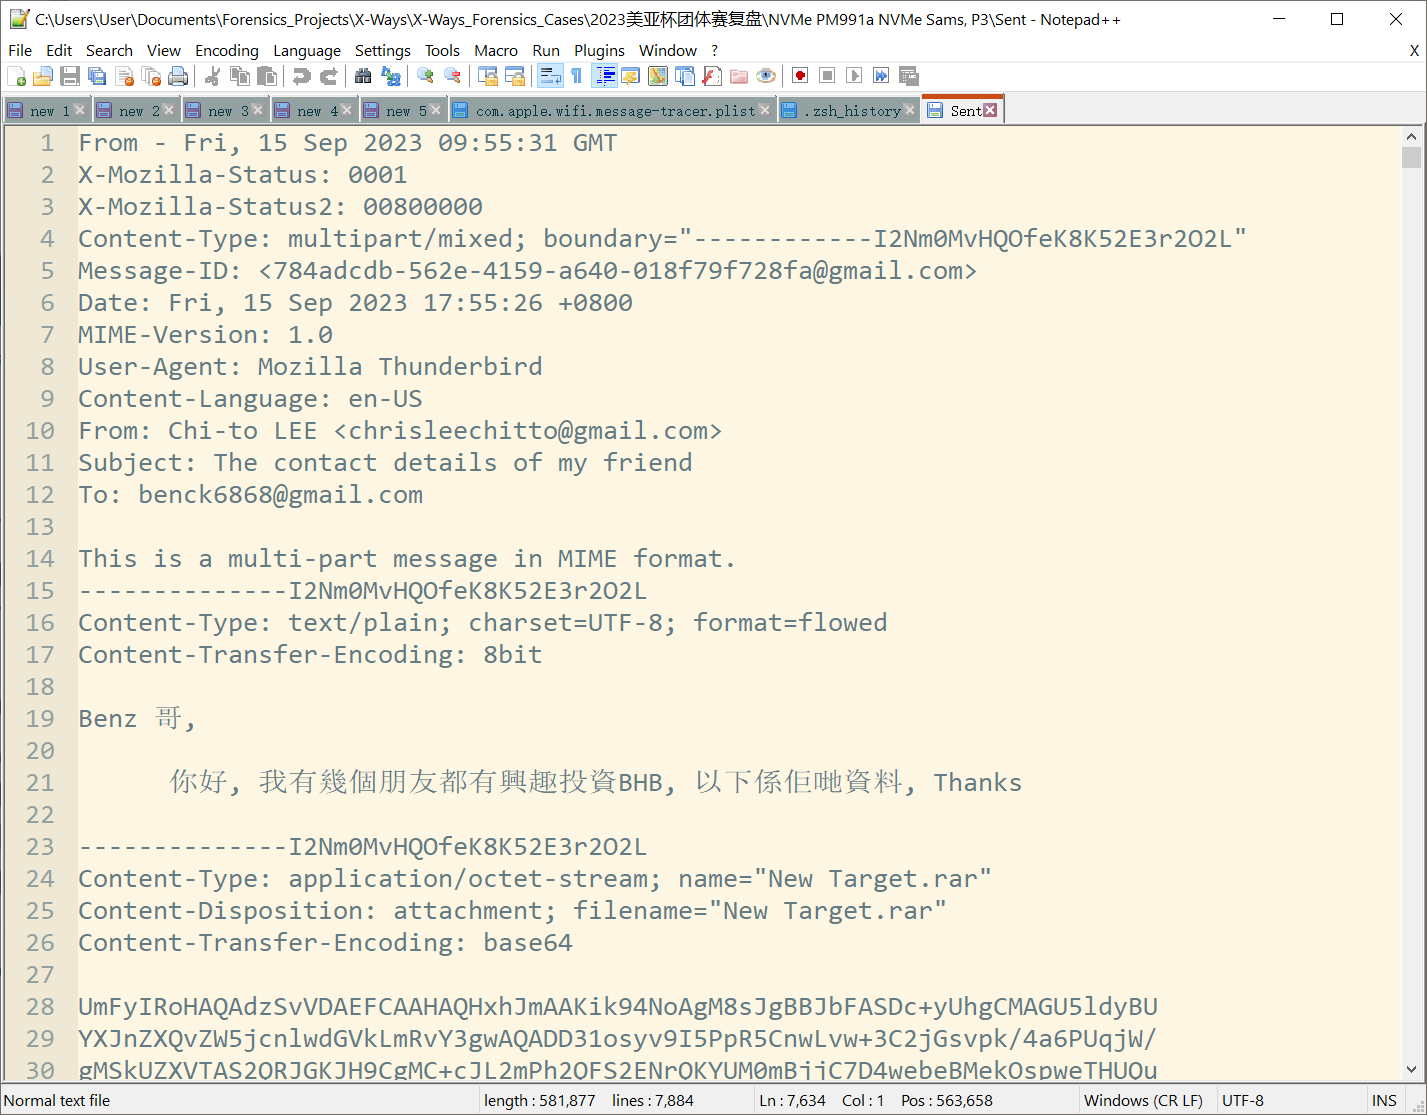 C:\Users\User\Documents\Forensics_Projects\X-Ways\X-Ways_Forensics_Cases\2023美亚杯团体赛复盘\NVMe PM991a NVMe Sams, P3\Sent - Notepad++
File Edit Search View Encoding Language Settings Tools Macro Run Plugins Window ? X
new 1 new 2 new 3 new 4 new 5 com.apple.wifi.message-tracer.plist .zsh_history Sent
1 From - Fri, 15 Sep 2023 09:55:31 GMT
2 X-Mozilla-Status: 0001
3 X-Mozilla-Status2: 00800000
4 Content-Type: multipart/mixed; boundary="------------I2Nm0MvHQOfeK8K52E3r2O2L"
5 Message-ID: <784adcdb-562e-4159-a640-018f79f728fa@gmail.com>
6 Date: Fri, 15 Sep 2023 17:55:26 +0800
7 MIME-Version: 1.0
8 User-Agent: Mozilla Thunderbird
9 Content-Language: en-US
10 From: Chi-to LEE <chrisleechitto@gmail.com>
11 Subject: The contact details of my friend
12 To: benck6868@gmail.com
13
14 This is a multi-part message in MIME format.
15 --------------I2Nm0MvHQOfeK8K52E3r2O2L
16 Content-Type: text/plain; charset=UTF-8; format=flowed
17 Content-Transfer-Encoding: 8bit
18
19 Benz 哥,
20
21 你好, 我有幾個朋友都有興趣投資BHB, 以下係佢哋資料, Thanks
22
23 --------------I2Nm0MvHQOfeK8K52E3r2O2L
24 Content-Type: application/octet-stream; name="New Target.rar"
25 Content-Disposition: attachment; filename="New Target.rar"
26 Content-Transfer-Encoding: base64
27
28 UmFyIRoHAQAdzSvVDAEFCAAHAQHxhJmAAKik94NoAgM8sJgBBJbFASDc+yUhgCMAGU5ldyBU
29 YXJnZXQvZW5jcnlwdGVkLmRvY3gwAQADD31osyv9I5PpR5CnwLvw+3C2jGsvpk/4a6PUqjW/
30 gMSkUZXVTAS2QRJGKJH9CgMC+cJL2mPh2QFS2ENrQKYUM0mBjjC7D4webeBMekOspweTHUQu
Normal text file length : 581,877 lines : 7,884 Ln : 7,634 Col : 1 Pos : 563,658 Windows (CR LF) UTF-8 INS